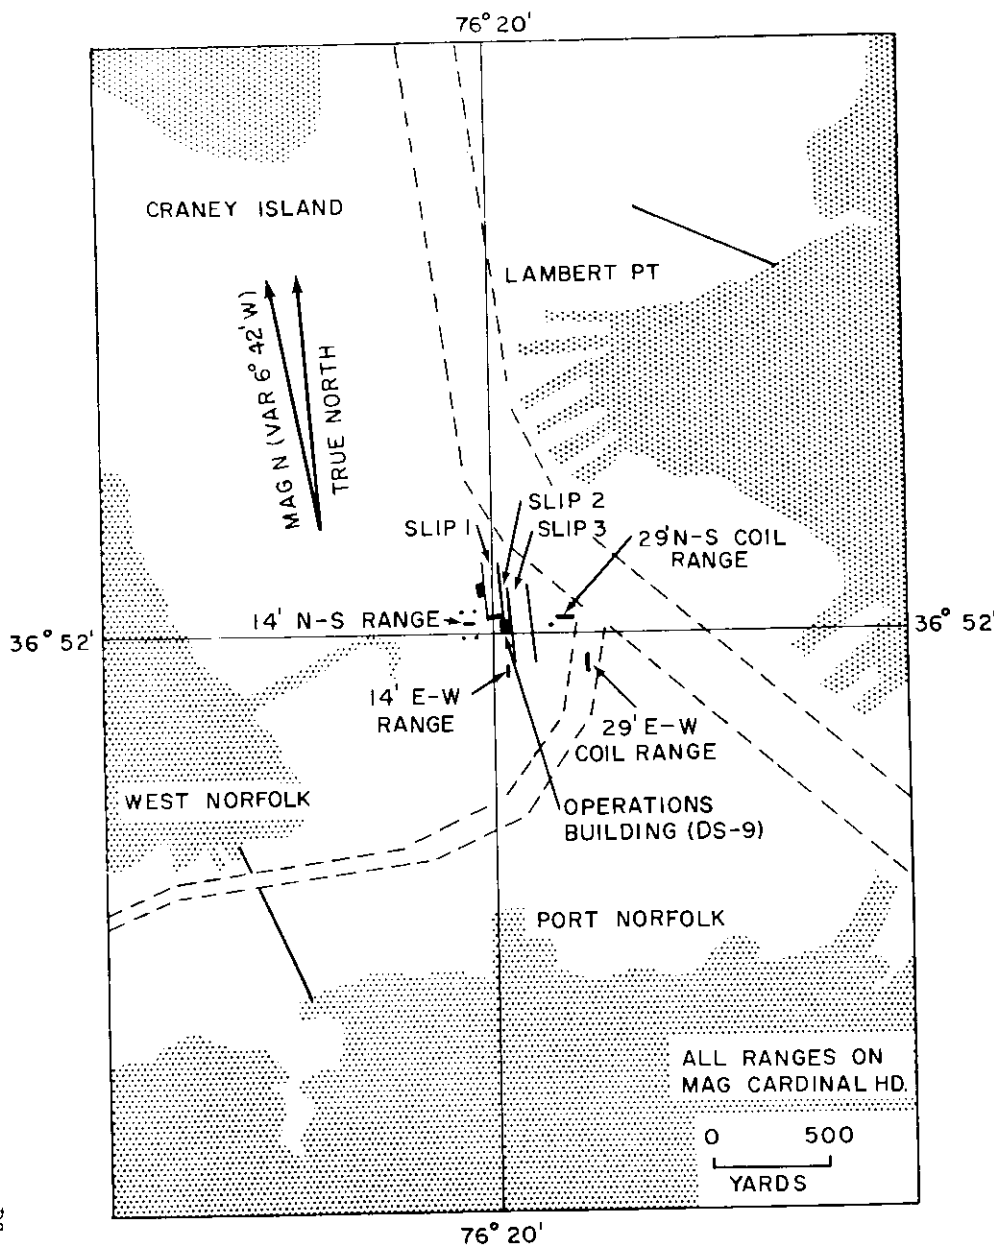 76° 20'
CRANEY ISLAND
LAMBERT PT
MAG N (VAR 6° 42' W)
TRUE NORTH
SLIP 2
SLIP 1
SLIP 3
29' N-S COIL
RANGE
14' N-S RANGE
36° 52'
36° 52'
14' E-W
RANGE
29' E-W
COIL RANGE
WEST NORFOLK
OPERATIONS
BUILDING (DS-9)
PORT NORFOLK
ALL RANGES ON
MAG CARDINAL HD.
0 500
YARDS
76° 20'